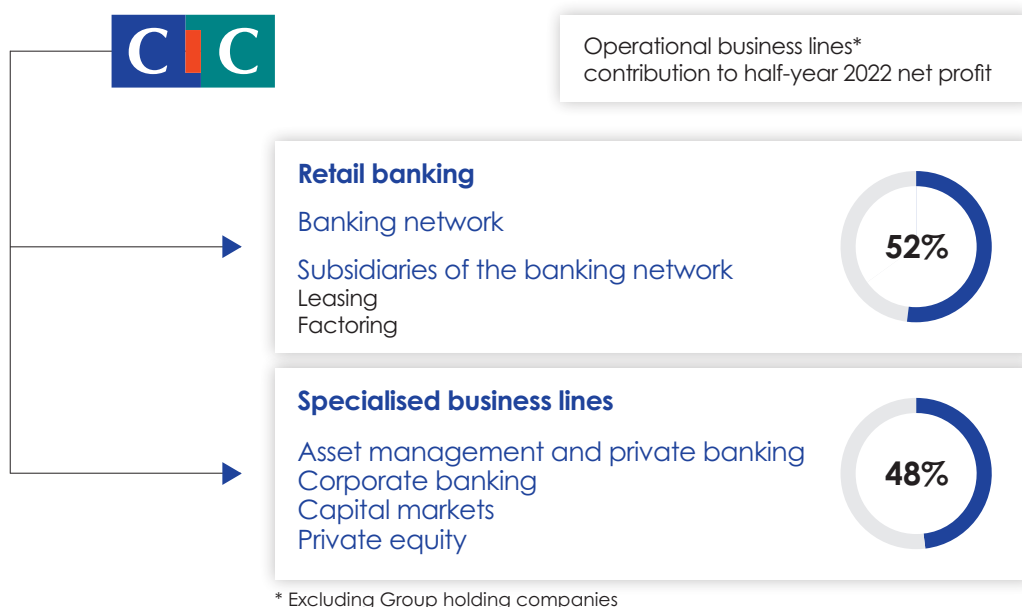 CIC
Operational business lines*
contribution to half-year 2022 net profit
Retail banking
Banking network
Subsidiaries of the banking network
Leasing
Factoring
52%
Specialised business lines
Asset management and private banking
Corporate banking
Capital markets
Private equity
48%
* Excluding Group holding companies